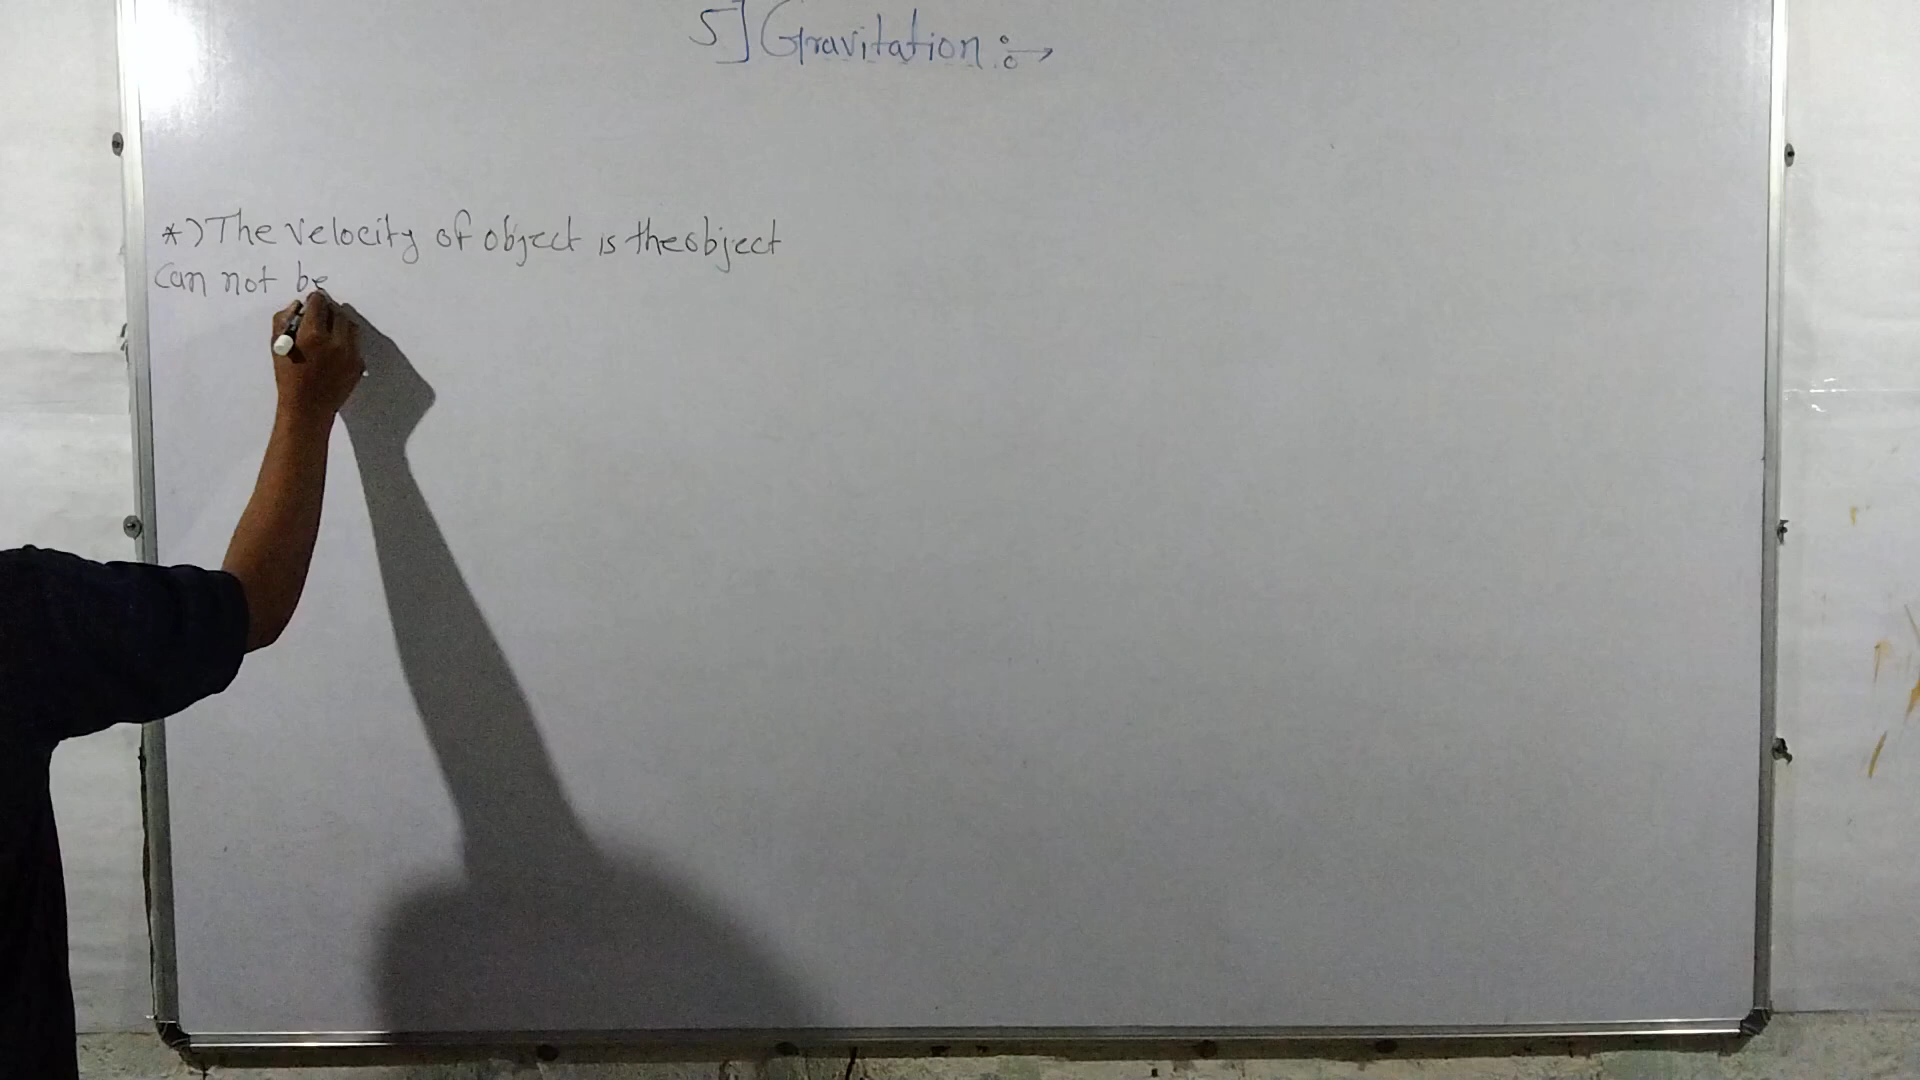 5] Gravitation :→
*) The velocity of object is the object
can not be